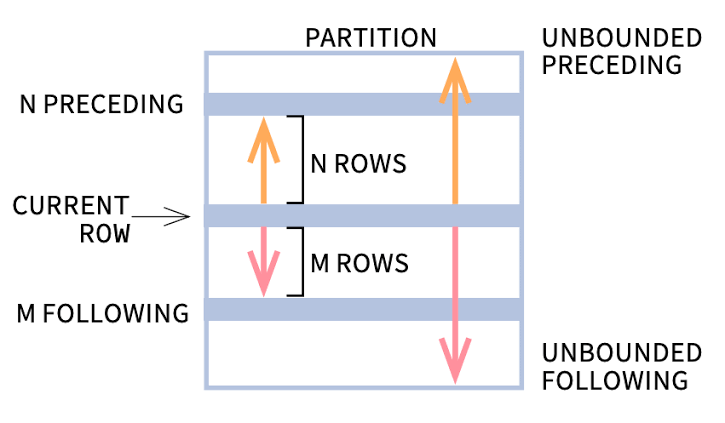 PARTITION
UNBOUNDED
PRECEDING
N PRECEDING
N ROWS
CURRENT
ROW
M ROWS
M FOLLOWING
UNBOUNDED
FOLLOWING